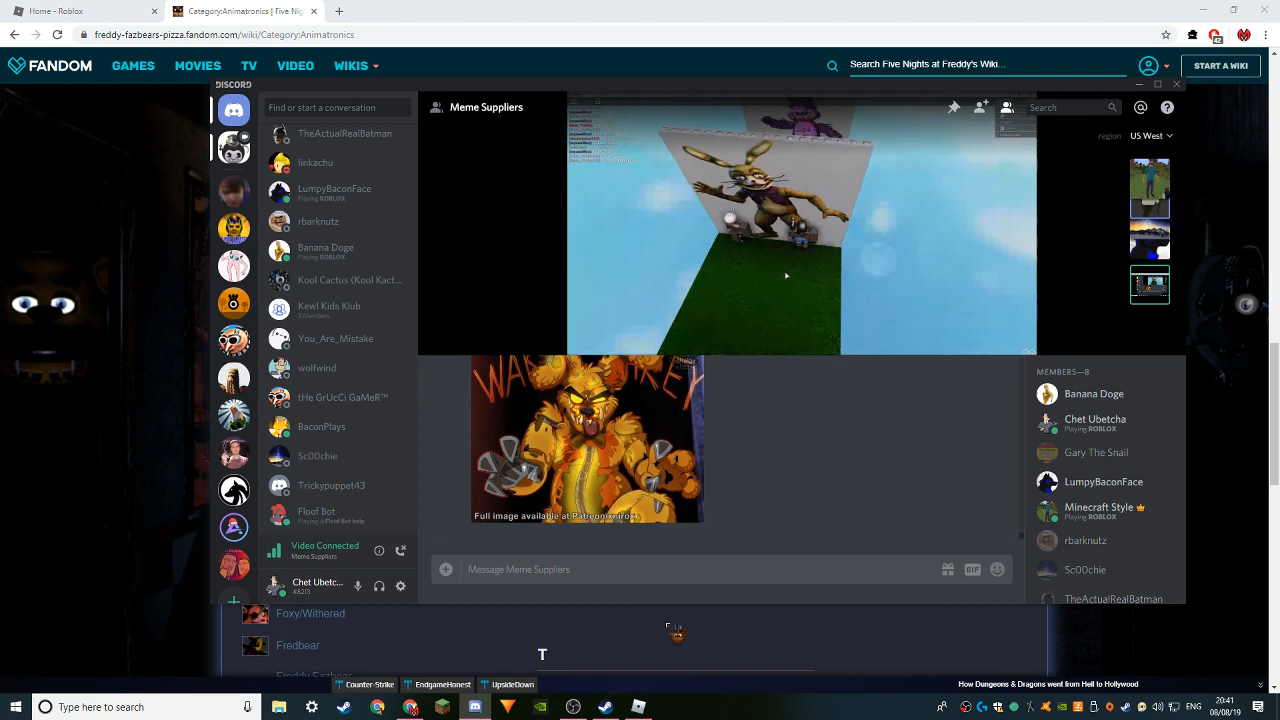 Home - Roblox
Category:Animatronics | Five Nig
freddy-fazbears-pizza.fandom.com/wiki/Category:Animatronics
42
FANDOM
GAMES
MOVIES
TV
VIDEO
WIKIS
Search Five Nights at Freddy's Wiki...
START A WIKI
DISCORD
Find or start a conversation
Meme Suppliers
Search
region
US West
TheActualRealBatman
linkachu
LumpyBaconFace
Playing ROBLOX
rbarknutz
Banana Doge
Playing ROBLOX
Kool Cactus (Kool Kact...
Kewl Kids Klub
3 Members
You_Are_Mistake
wolfwind
tHe GrUcCi GaMeR™
BaconPlays
Sc00chie
Trickypuppet43
Floof Bot
Playing @Floof Bot help
Video Connected
Meme Suppliers
Chet Ubetc...
#8213
Full image available at Patreon
Message Meme Suppliers
GIF
MEMBERS—8
Banana Doge
Chet Ubetcha
Playing ROBLOX
Gary The Snail
LumpyBaconFace
Minecraft Style
Playing ROBLOX
rbarknutz
Sc00chie
TheActualRealBatman
Foxy/Withered
Fredbear
Freddy Fazbear
T
Counter-Strike
EndgameHonest
UpsideDown
How Dungeons & Dragons went from Hell to Hollywood
Type here to search
ENG
20:41
08/08/19